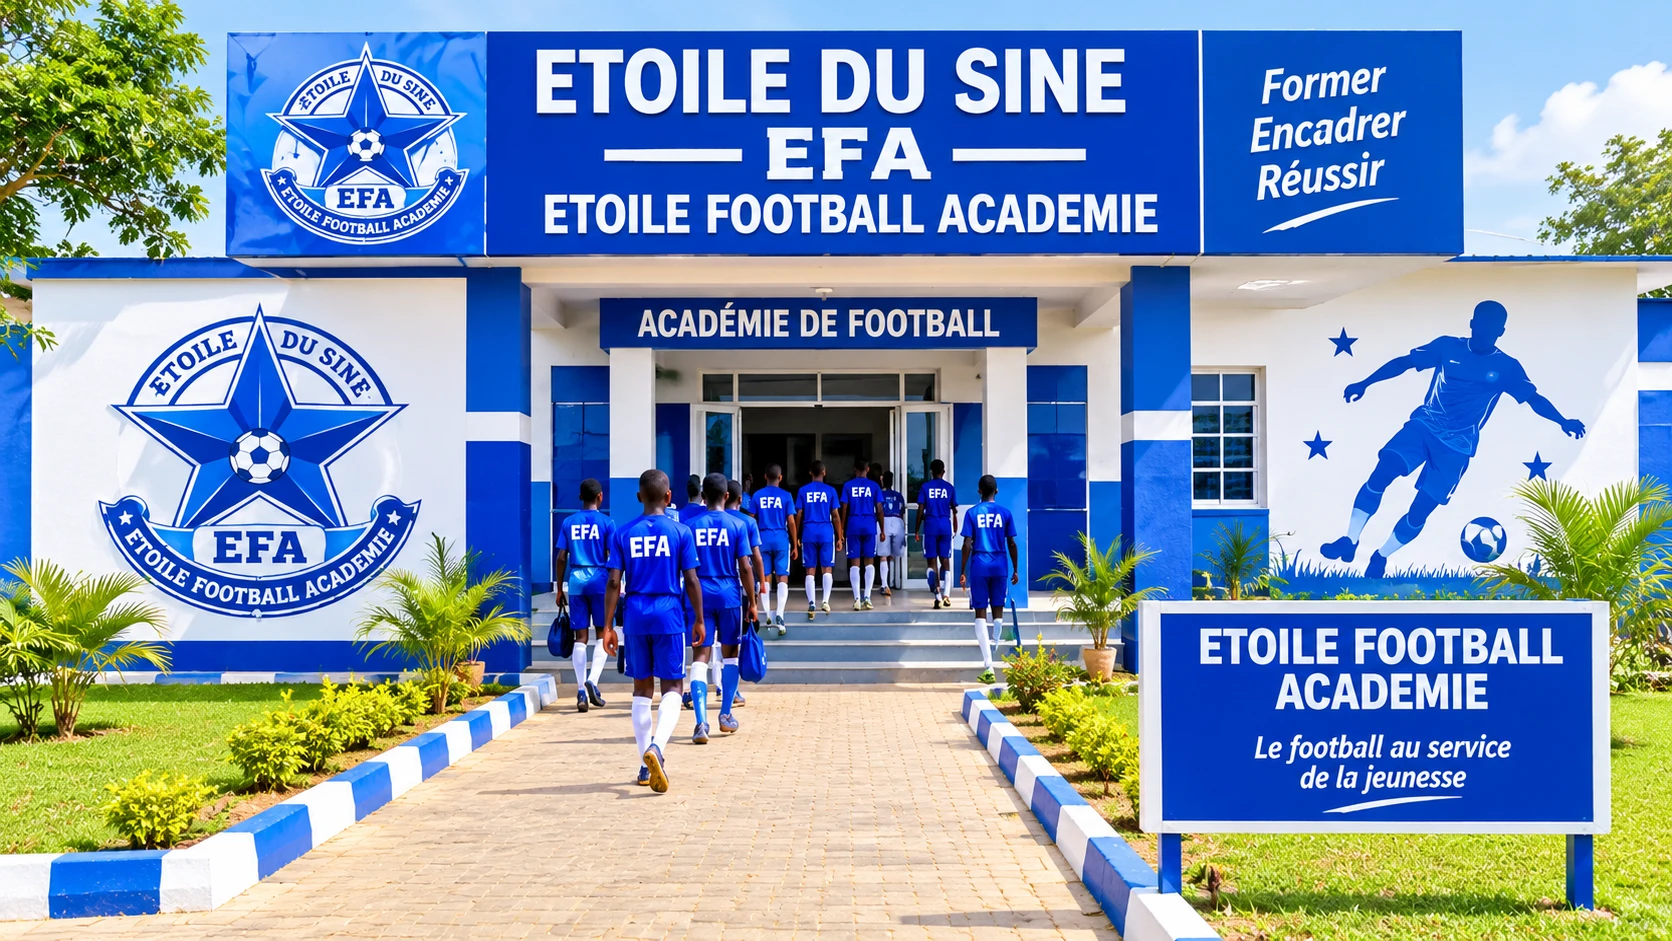 ETOILE DU SINE
EFA
ETOILE FOOTBALL ACADEMIE
ETOILE DU SINE
EFA
ETOILE FOOTBALL ACADEMIE
Former
Encadrer
Réussir
ACADÉMIE DE FOOTBALL
ETOILE DU SINE
EFA
ETOILE FOOTBALL ACADEMIE
EFA
EFA
EFA
EFA
EFA
EFA
EFA
EFA
ETOILE FOOTBALL
ACADEMIE
Le football au service
de la jeunesse